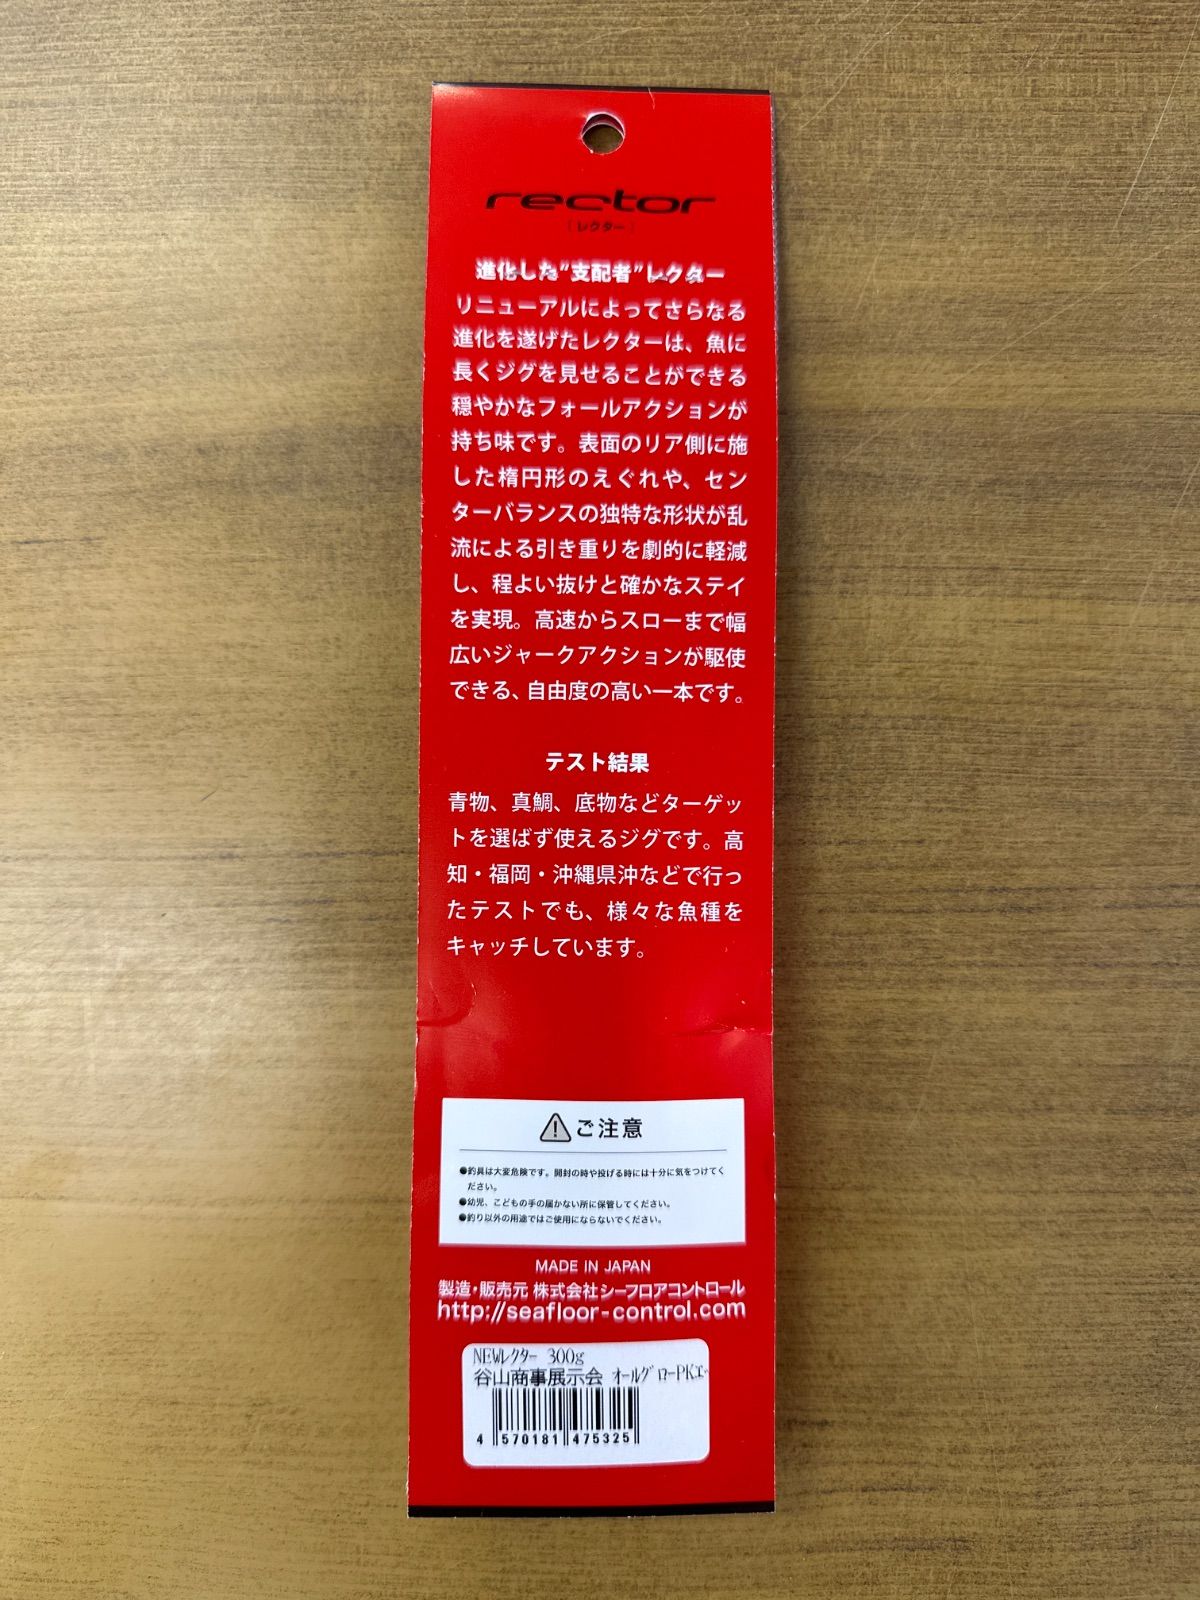 rector
[レクター]
進化した"支配者"レクター
リニューアルによってさらなる
進化を遂げたレクターは、魚に
長くジグを見せることができる
穏やかなフォールアクションが
持ち味です。表面のリア側に施
した楕円形のえぐれや、セン
ターバランスの独特な形状が乱
流による引き重りを劇的に軽減
し、程よい抜けと確かなステイ
を実現。高速からスローまで幅
広いジャークアクションが駆使
できる、自由度の高い一本です。
テスト結果
青物、真鯛、底物などターゲッ
トを選ばず使えるジグです。高
知・福岡・沖縄県沖などで行っ
たテストでも、様々な魚種を
キャッチしています。
ご注意
●釣具は大変危険です。開封の時や投げる時には十分に気をつけてく
ださい。
●幼児、こどもの手の届かない所に保管してください。
●釣り以外の用途ではご使用にならないでください。
MADE IN JAPAN
製造・販売元 株式会社シーフロアコントロール
http://seafloor-control.com
NEWレクター 300g
谷山商事展示会 オールグローPKエッ
4 570181 475325